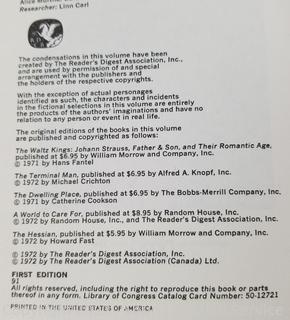 Researcher: Linn Carl
The condensations in this volume have been
created by The Reader's Digest Association, Inc.,
and are used by permission of and special
arrangement with the publishers and
the holders of the respective copyrights.
With the exception of actual personages
identified as such, the characters and incidents
in the fictional selections in this volume are entirely
the products of the authors' imaginations and have no
relation to any person or event in real life.
The original editions of the books in this volume
are published and copyrighted as follows:
The Waltz Kings: Johann Strauss, Father & Son, and Their Romantic Age,
published at $6.95 by William Morrow and Company, Inc.
© 1971 by Hans Fantel
The Terminal Man, published at $6.95 by Alfred A. Knopf, Inc.
© 1972 by Michael Crichton
The Dwelling Place, published at $6.95 by The Bobbs-Merrill Company, Inc.
© 1971 by Catherine Cookson
A World to Care For, published at $8.95 by Random House, Inc.
© 1972 by Random House, Inc., and The Reader's Digest Association, Inc.
The Hessian, published at $5.95 by William Morrow and Company, Inc.
© 1972 by Howard Fast
© 1972 by The Reader's Digest Association, Inc.
© 1972 by The Reader's Digest Association (Canada) Ltd.
FIRST EDITION
91
All rights reserved, including the right to reproduce this book or parts
thereof in any form. Library of Congress Catalog Card Number: 50-12721
PRINTED IN THE UNITED STATES OF AMERICA